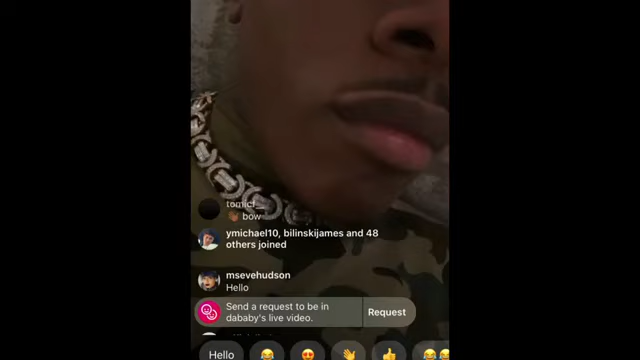 tomicf__
👏🏾 bow
ymichael10, bilinskijames and 48
others joined
msevehudson
Hello
Send a request to be in
dababy's live video.
Request
Hello